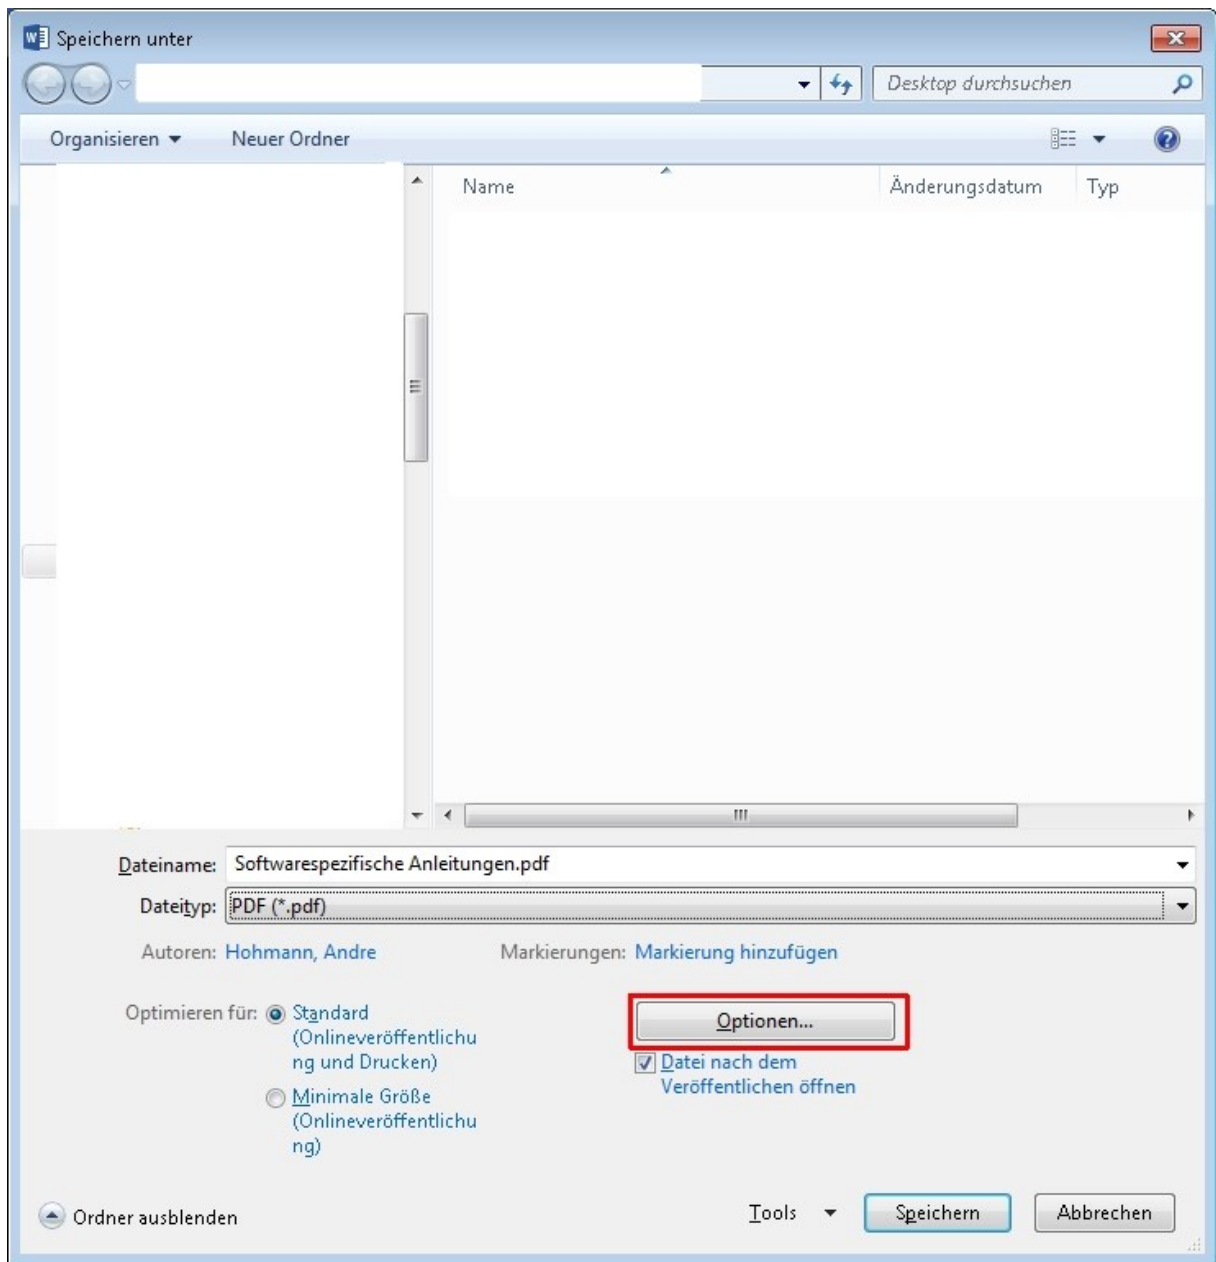 Speichern unter
Desktop durchsuchen
Organisieren Neuer Ordner
Name Änderungsdatum Typ
Dateiname: Softwarespezifische Anleitungen.pdf
Dateityp: PDF (*.pdf)
Autoren: Hohmann, Andre Markierungen: Markierung hinzufügen
Optimieren für: Standard
(Onlineveröffentlichu
ng und Drucken)
Minimale Größe
(Onlineveröffentlichu
ng)
Optionen...
Datei nach dem
Veröffentlichen öffnen
Ordner ausblenden Tools Speichern Abbrechen